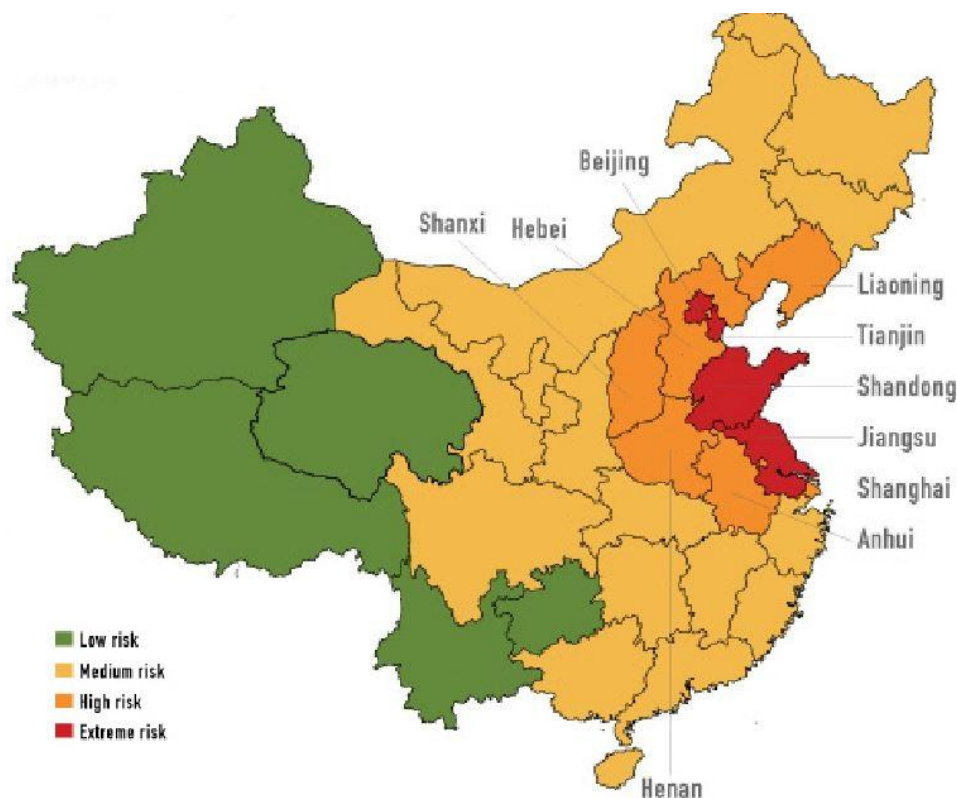 Beijing
Shanxi
Hebei
Liaoning
Tianjin
Shandong
Jiangsu
Shanghai
Anhui
Low risk
Medium risk
High risk
Extreme risk
Henan